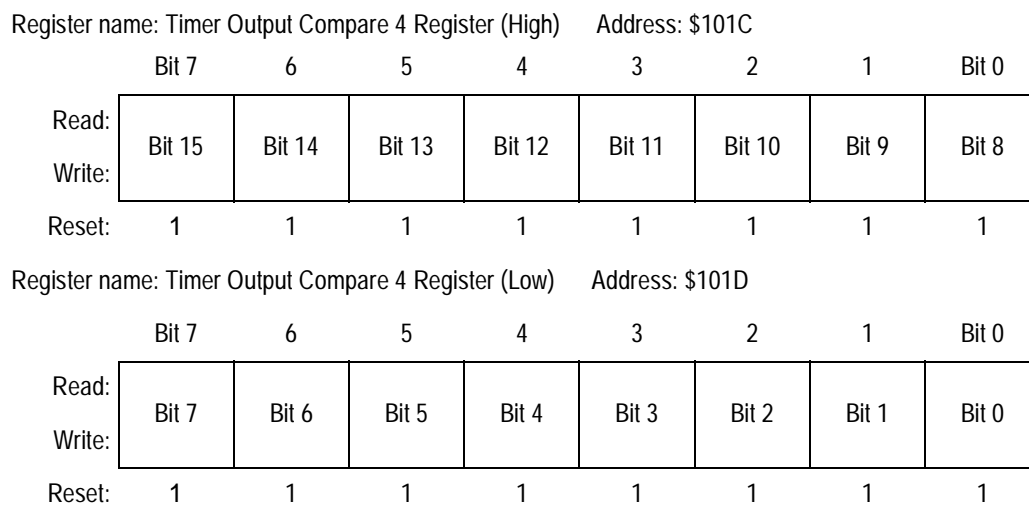 Register name: Timer Output Compare 4 Register (High) Address: $101C
Bit 7 6 5 4 3 2 1 Bit 0
Read:
Bit 15 Bit 14 Bit 13 Bit 12 Bit 11 Bit 10 Bit 9 Bit 8
Write:
Reset: 1 1 1 1 1 1 1 1
Register name: Timer Output Compare 4 Register (Low) Address: $101D
Bit 7 6 5 4 3 2 1 Bit 0
Read:
Bit 7 Bit 6 Bit 5 Bit 4 Bit 3 Bit 2 Bit 1 Bit 0
Write:
Reset: 1 1 1 1 1 1 1 1